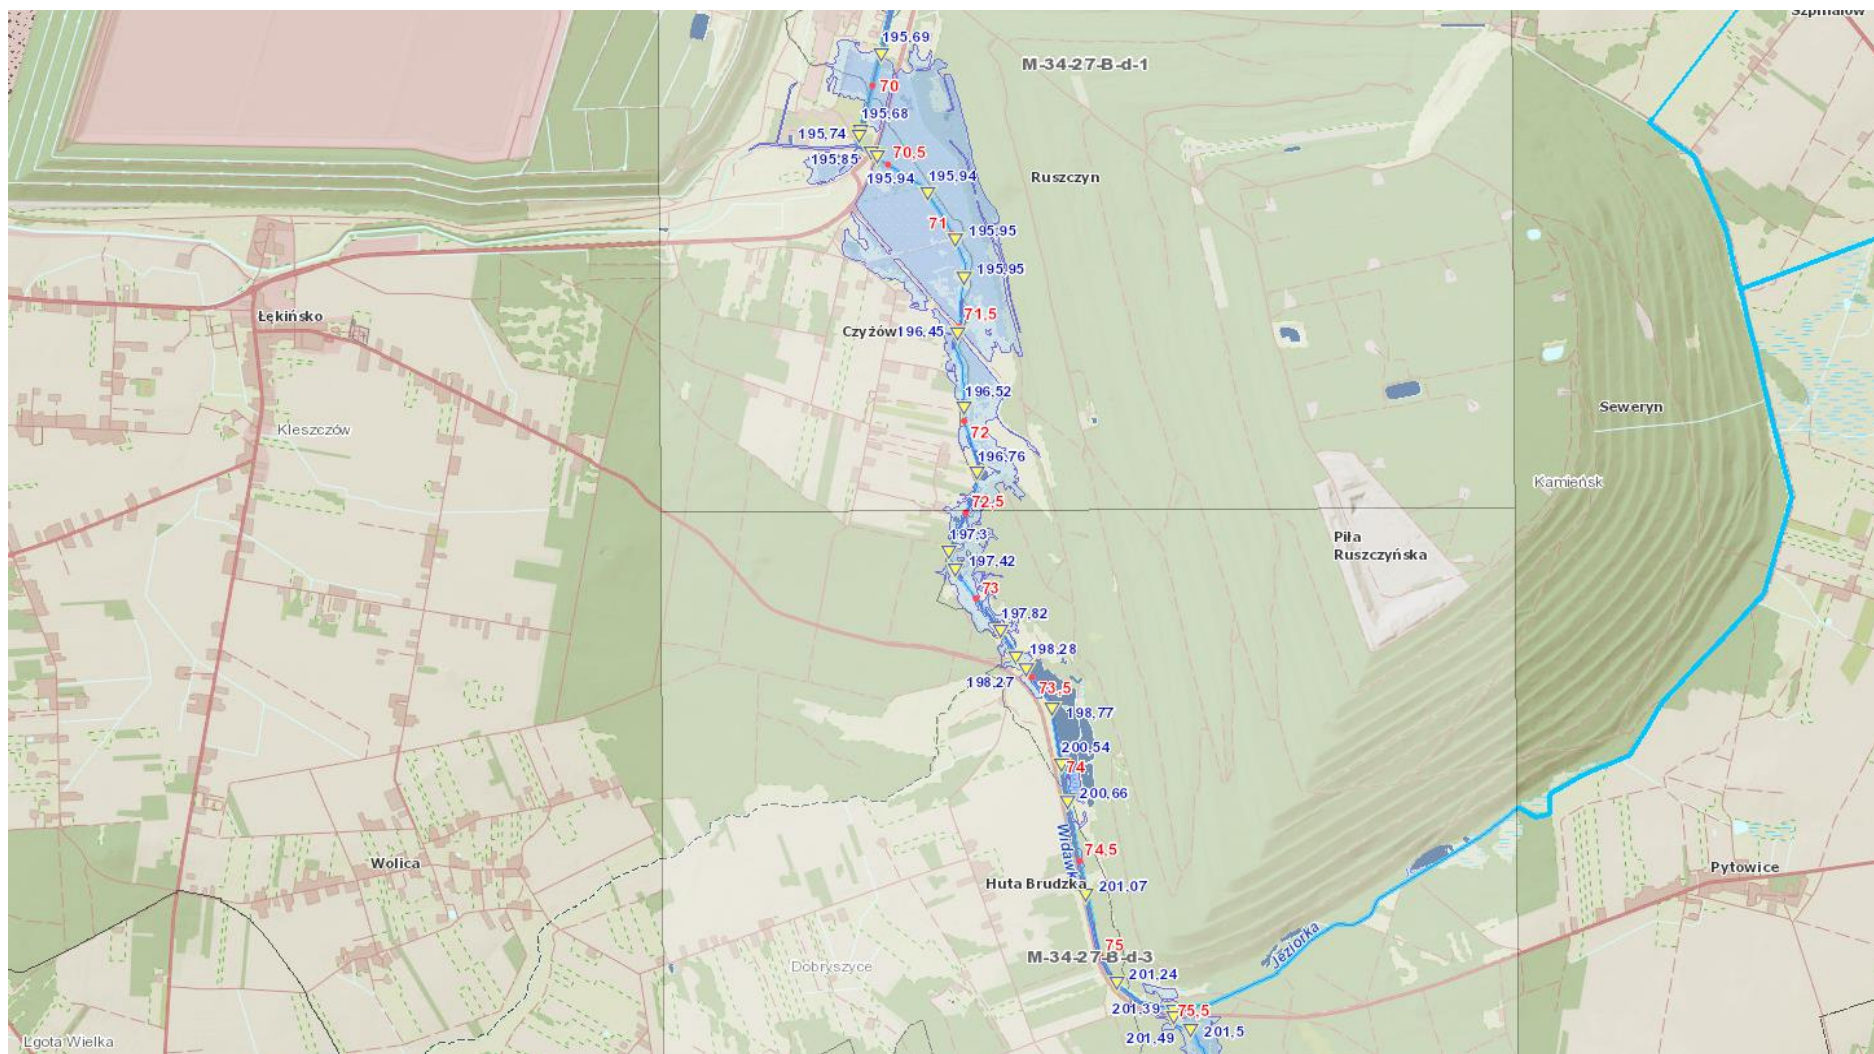 Szpinalów
195,69
M-34-27-B-d-1
70
195,68
195,74
70,5
195,85
195,94
195,94
Ruszczyn
71
195,95
195,95
71,5
Łękińsko
Czyżów
196,45
196,52
Seweryn
Kleszczów
72
196,76
Kamieńsk
72,5
197,3
Piła
Ruszczyńska
197,42
73
197,82
198,28
198,27
73,5
198,77
200,54
74
200,66
Widawk
74,5
Wolica
Pytowice
Huta Brudzka
201,07
Jeziorka
75
M-34-27-B-d-3
Dobryszyce
201,24
201,39
75,5
201,49
201,5
Lgota Wielka